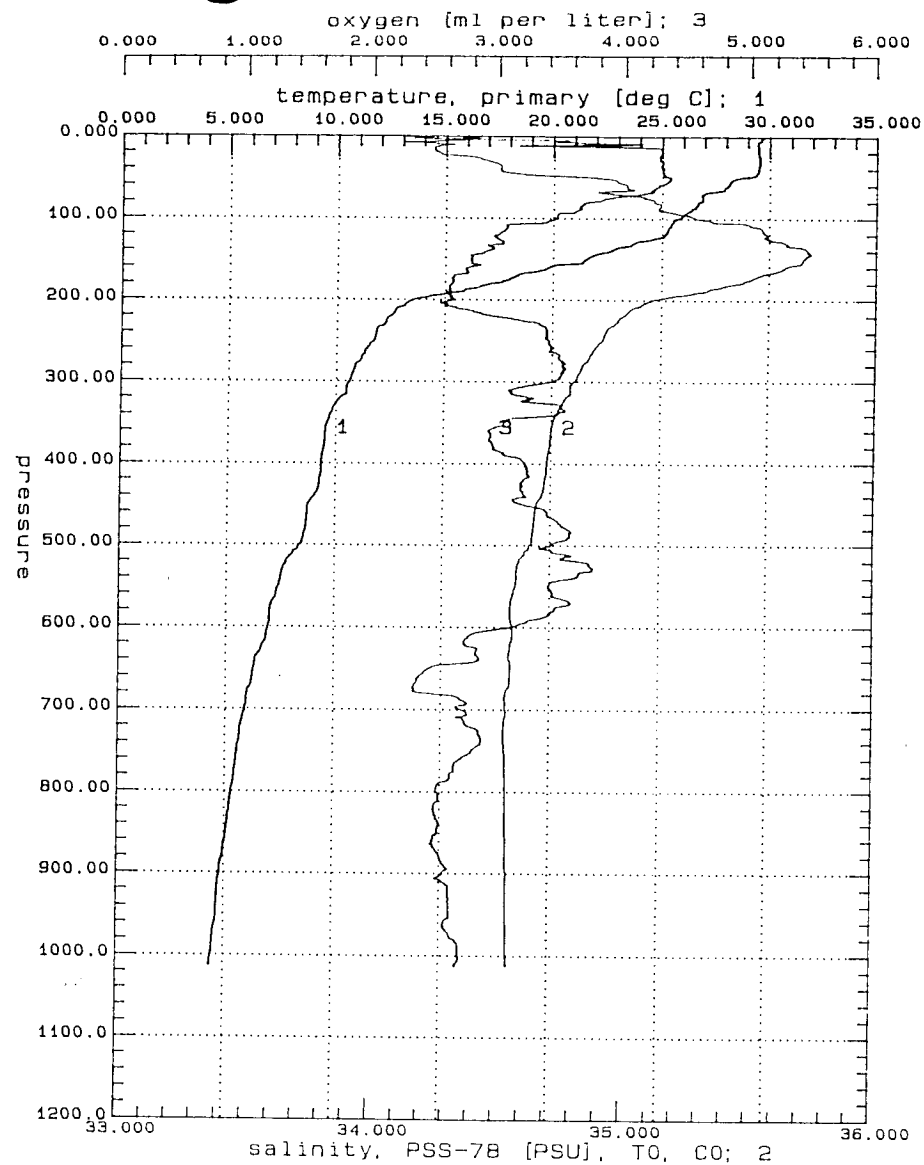 oxygen [ml per liter]; 3
0.000 1.000 2.000 3.000 4.000 5.000 6.000
temperature, primary [deg C]; 1
0.000 5.000 10.000 15.000 20.000 25.000 30.000 35.000
0.000
100.00
200.00
300.00
1 3 2
400.00
pressure
500.00
600.00
700.00
800.00
900.00
1000.0
1100.0
1200.0
33.000 34.000 35.000 36.000
salinity, PSS-78 [PSU], T0, C0; 2